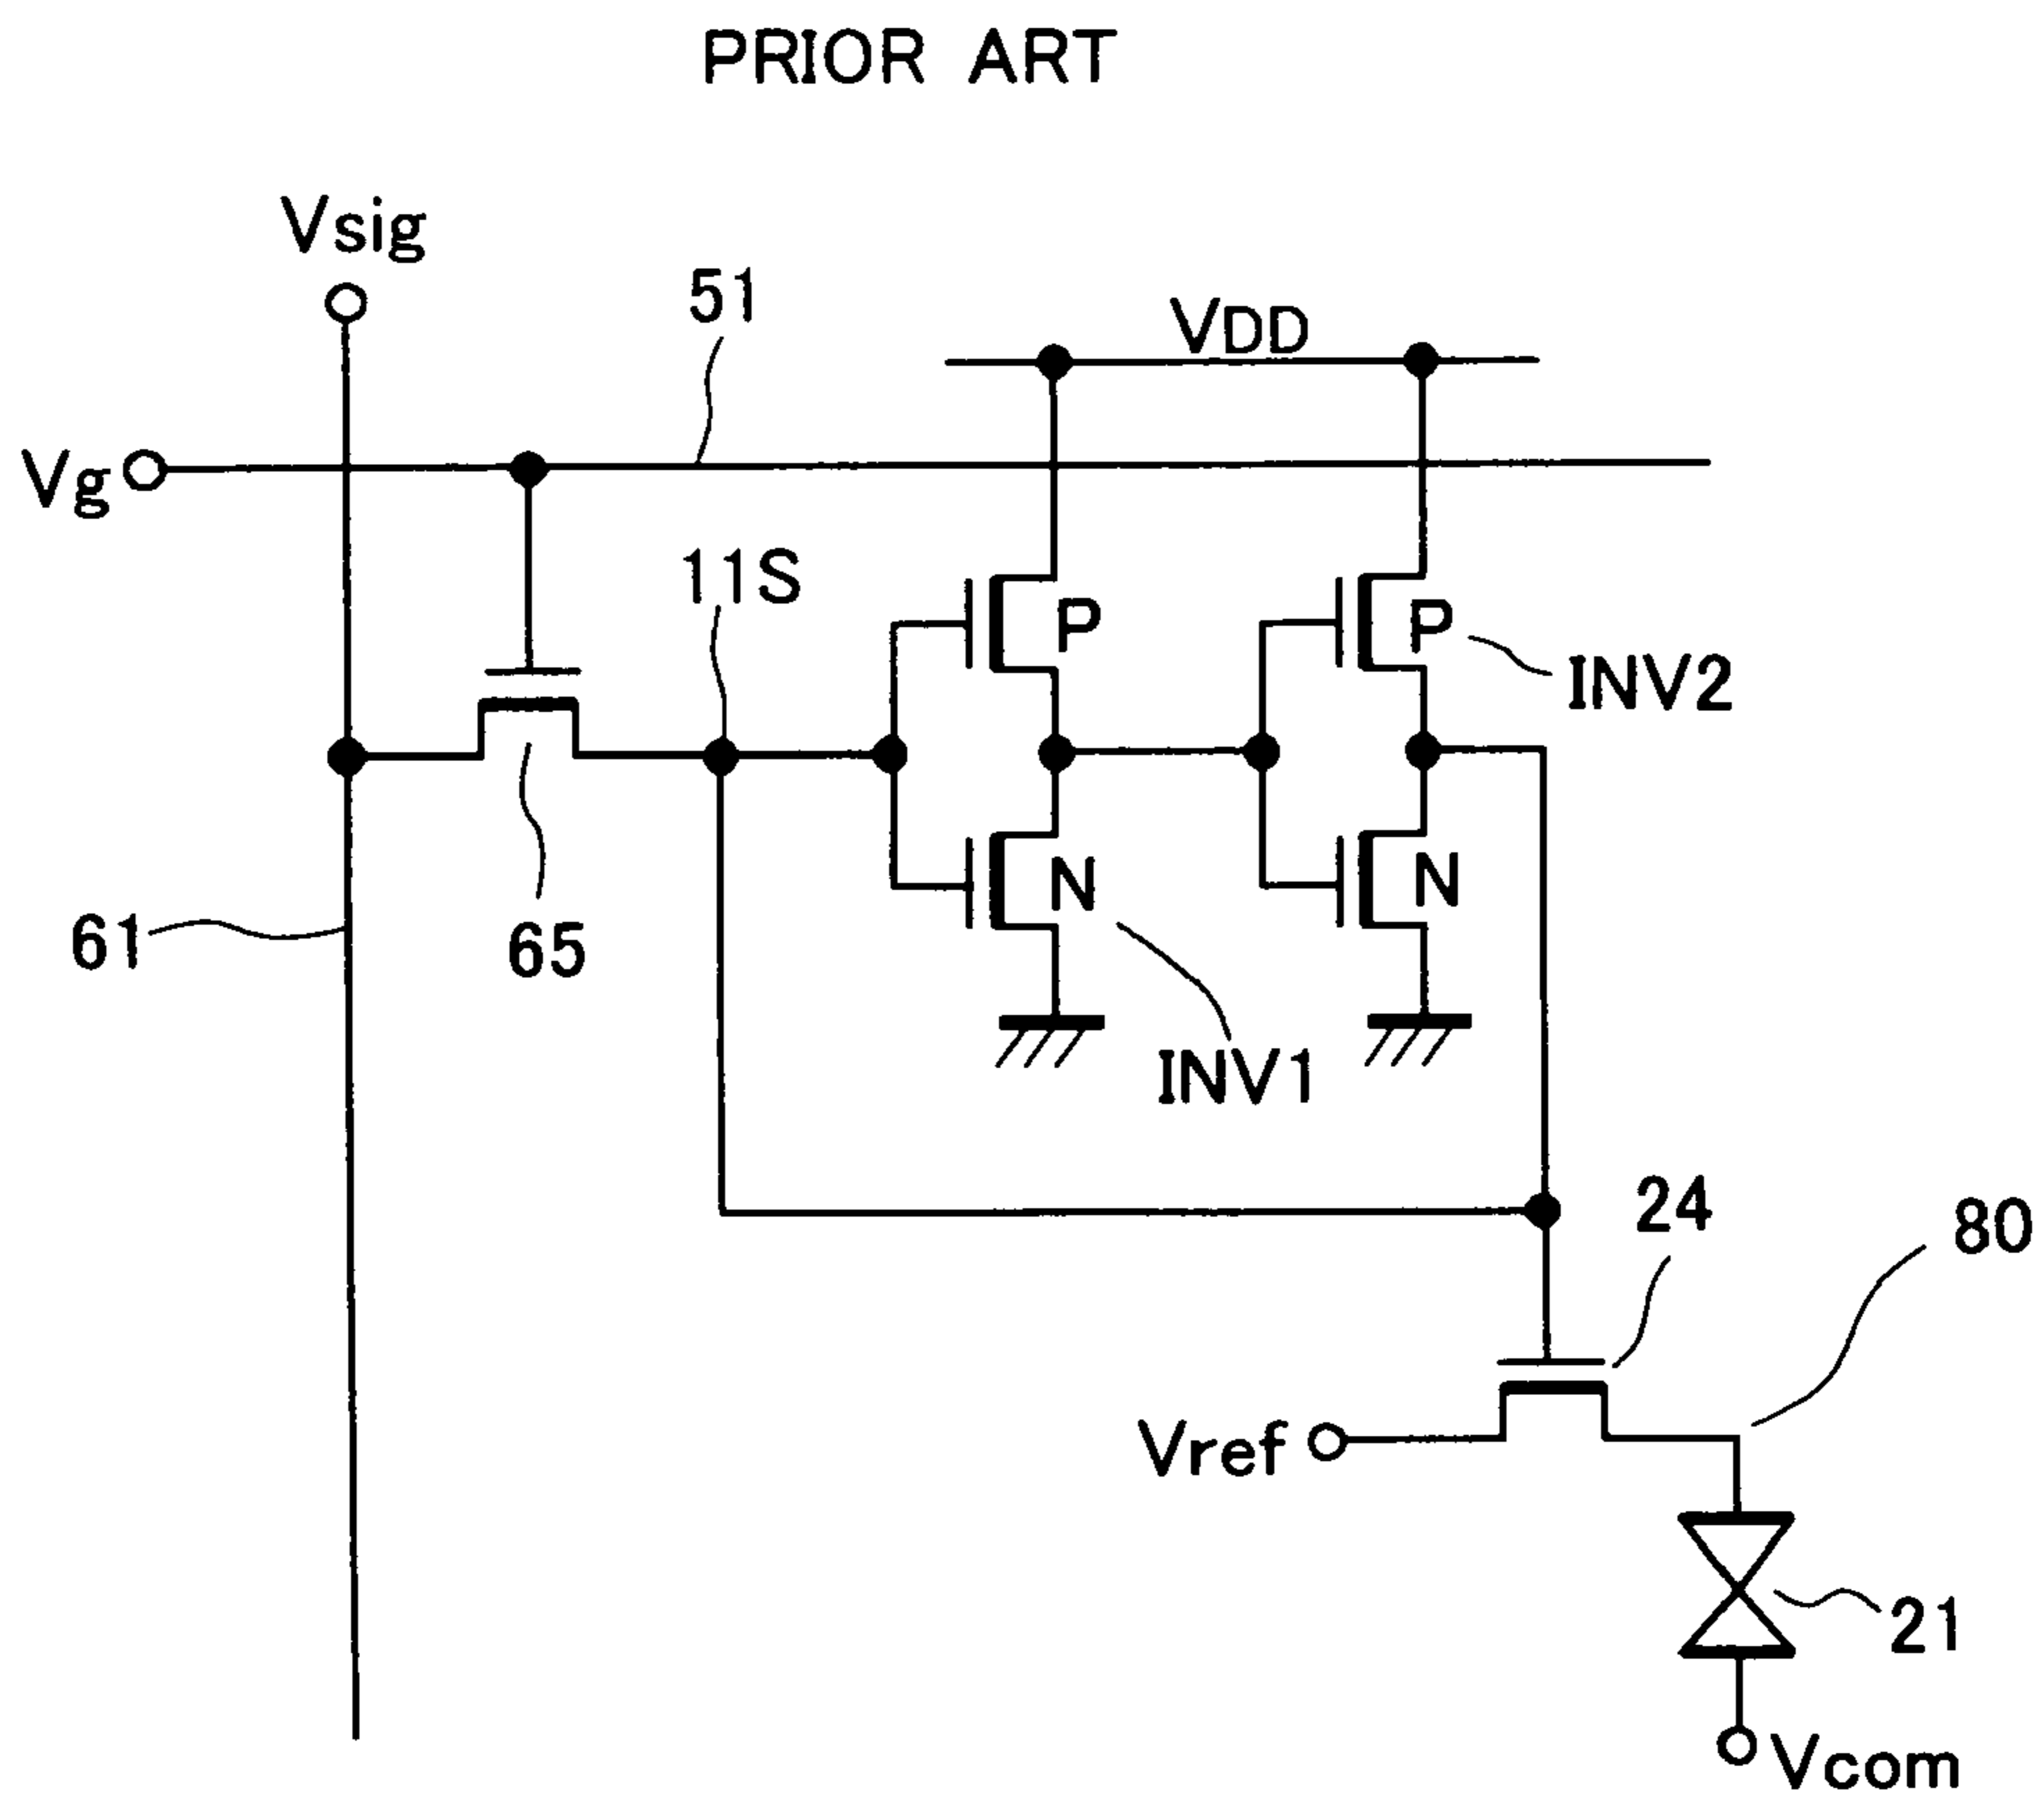 PRIOR ART
Vsig
51
VDD
Vg
11S
P
P
INV2
65
61
N
N
INV1
24
80
Vref
21
Vcom